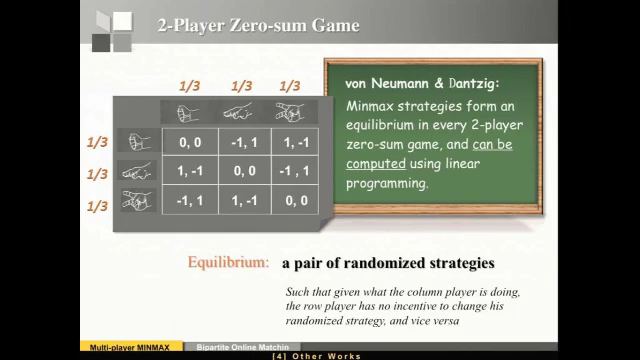 2-Player Zero-sum Game
1/3 1/3 1/3
1/3 0, 0 -1, 1 1, -1
1/3 1, -1 0, 0 -1 , 1
1/3 -1, 1 1, -1 0, 0
von Neumann & Dantzig:
Minmax strategies form an
equilibrium in every 2-player
zero-sum game, and can be
computed using linear
programming.
Equilibrium: a pair of randomized strategies
Such that given what the column player is doing,
the row player has no incentive to change his
randomized strategy, and vice versa
Multi-player MINMAX Bipartite Online Matchin
[4] Other Works